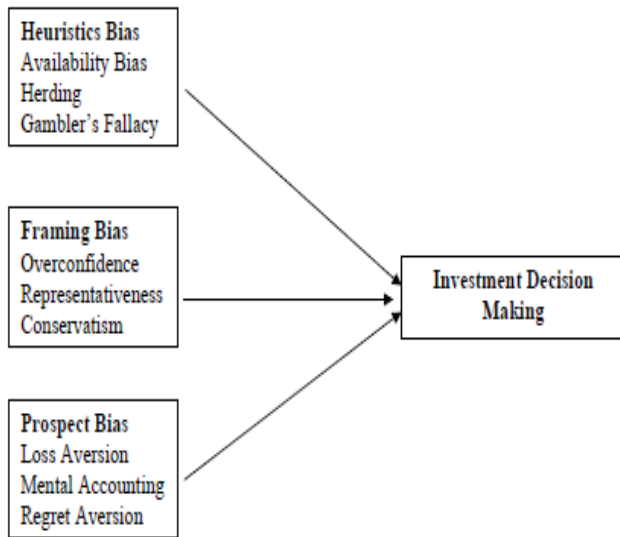 Heuristics Bias
Availability Bias
Herding
Gambler's Fallacy
Framing Bias
Overconfidence
Representativeness
Conservatism
Investment Decision
Making
Prospect Bias
Loss Aversion
Mental Accounting
Regret Aversion